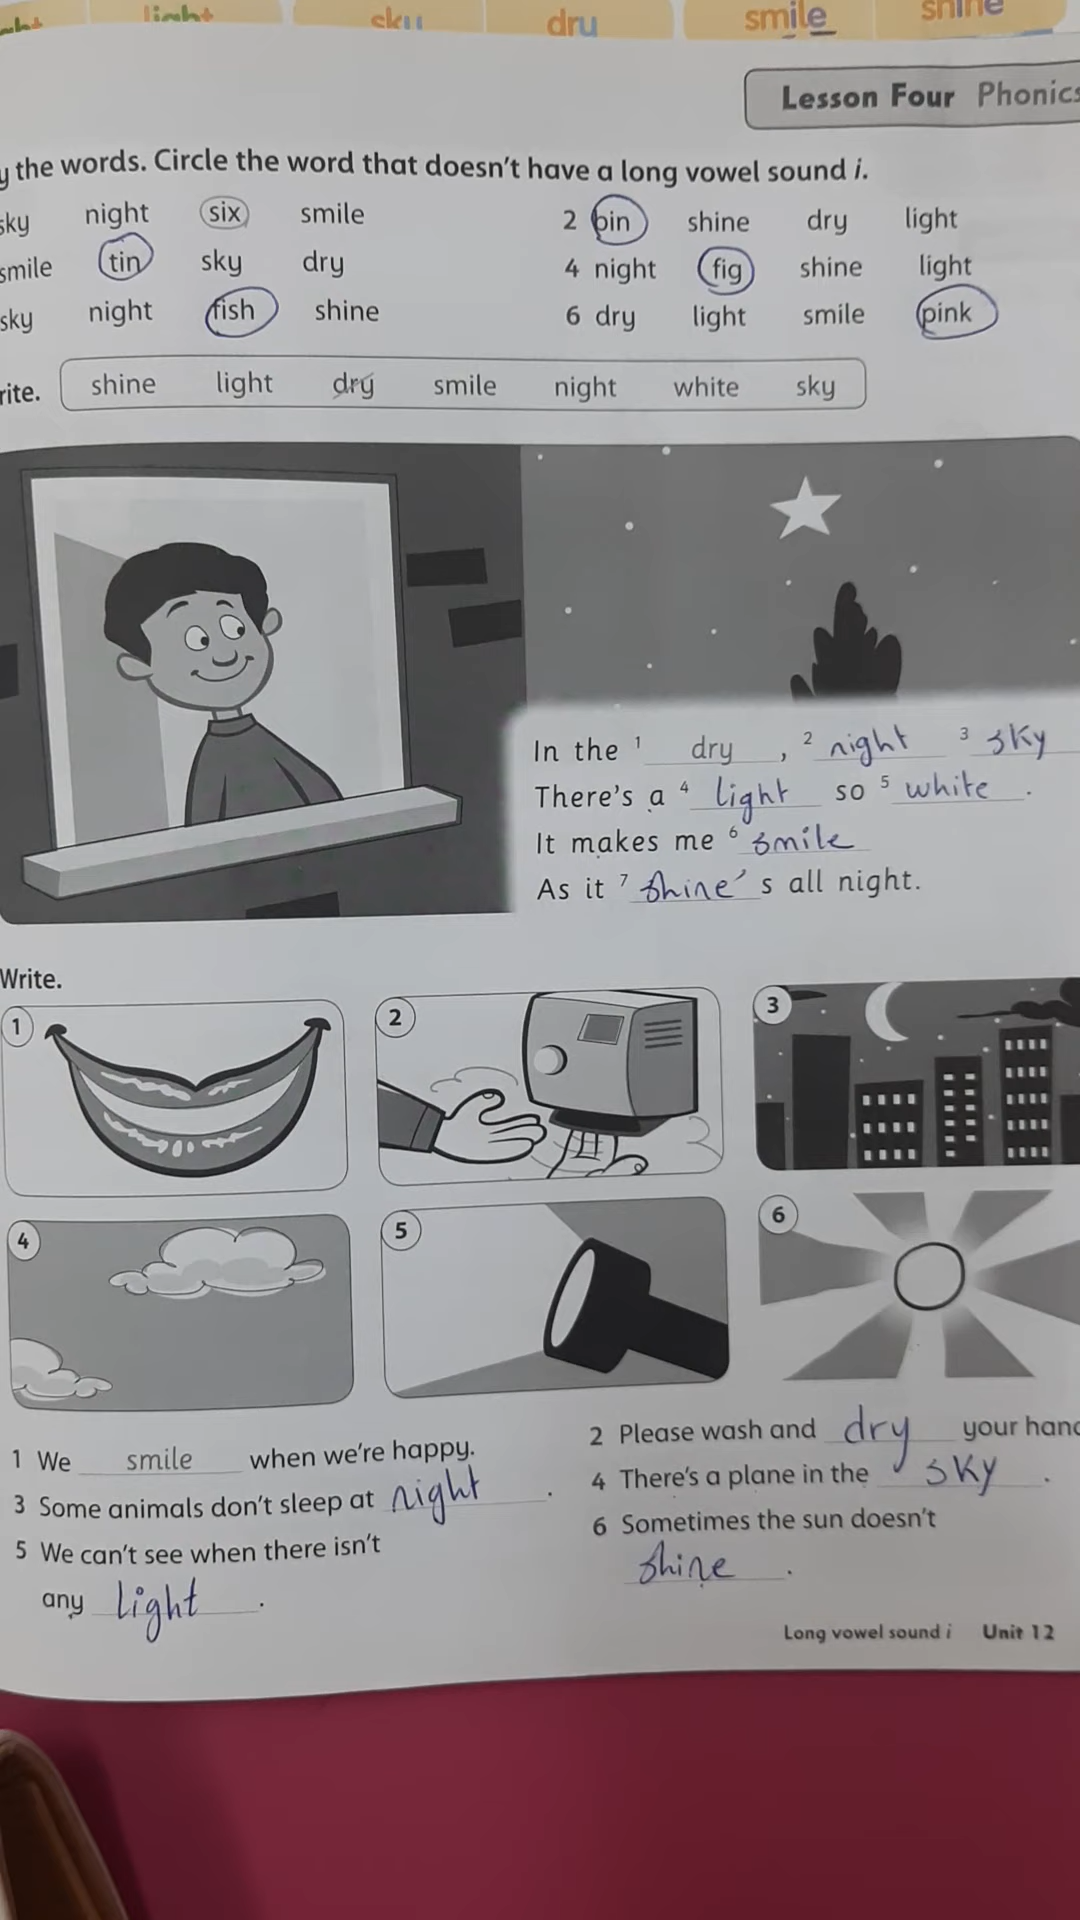 light sky dry smile shine
Lesson Four Phonics
the words. Circle the word that doesn't have a long vowel sound i.
sky night six smile
2 bin shine dry light
smile tin sky dry
4 night fig shine light
sky night fish shine
6 dry light smile pink
rite. shine light dry smile night white sky
In the 1 dry , 2 night 3 sky
There's a 4 light so 5 white .
It makes me 6 smile
As it 7 shine's all night.
Write.
1 2 3
4 5 6
1 We smile when we're happy.
2 Please wash and dry your hand
3 Some animals don't sleep at night .
4 There's a plane in the sky .
5 We can't see when there isn't
any light .
6 Sometimes the sun doesn't
shine .
Long vowel sound i Unit 12